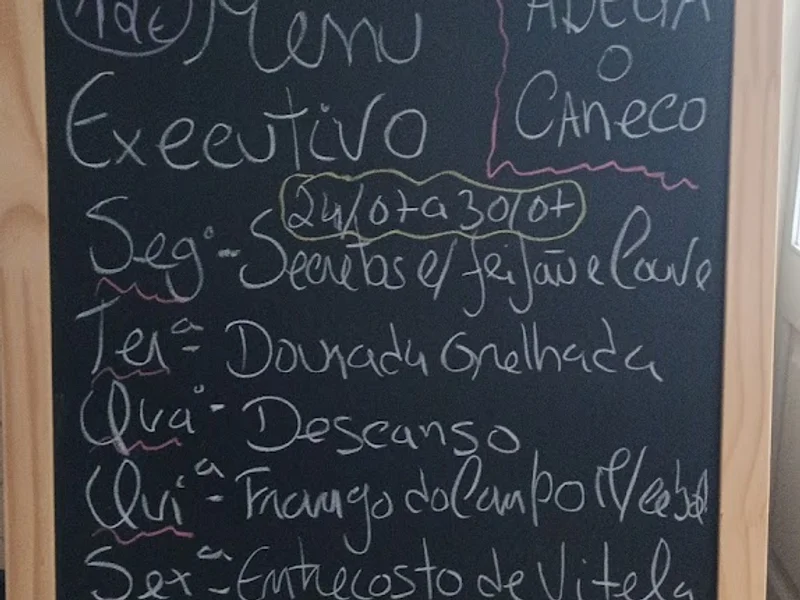 12€ Menu
Executivo
ADEGA
O
CANECO
24/07 a 30/07
Segª - Secretos c/ feijão e Couve
Terª - Dourada Grelhada
Quaª - Descanso
Quiª - Frango do Campo c/
Sexª - Entrecosto de Vitela